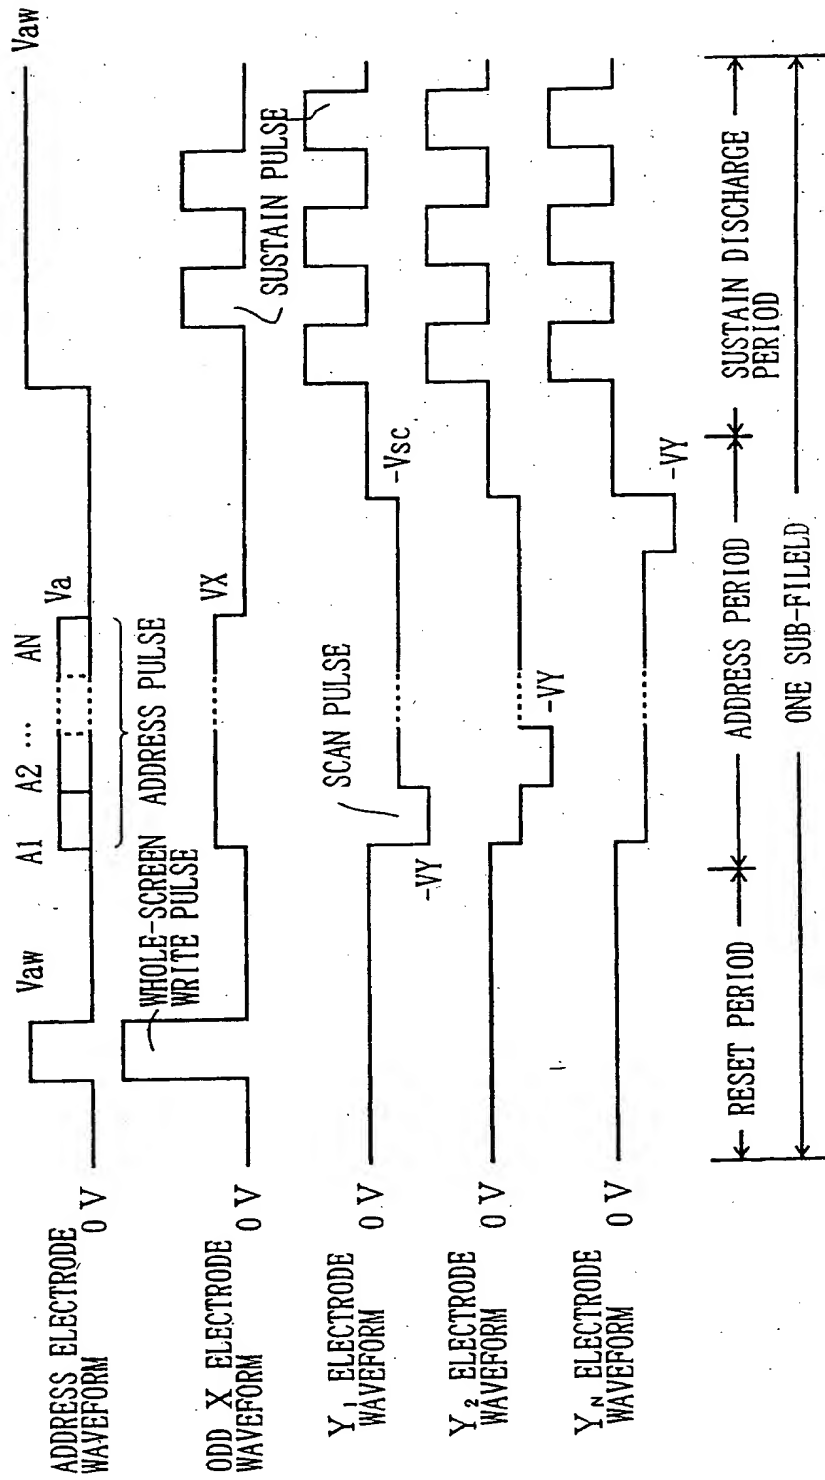 ADDRESS ELECTRODE
WAVEFORM
0 V
Vaw
A1 A2 ... AN
Va
ADDRESS PULSE
Vaw
ODD X ELECTRODE
WAVEFORM
0 V
WHOLE-SCREEN
WRITE PULSE
VX
SUSTAIN PULSE
Y1 ELECTRODE
WAVEFORM
0 V
-VY
SCAN PULSE
-Vsc
Y2 ELECTRODE
WAVEFORM
0 V
-VY
YN ELECTRODE
WAVEFORM
0 V
-VY
RESET PERIOD
ADDRESS PERIOD
SUSTAIN DISCHARGE
PERIOD
ONE SUB-FILELD